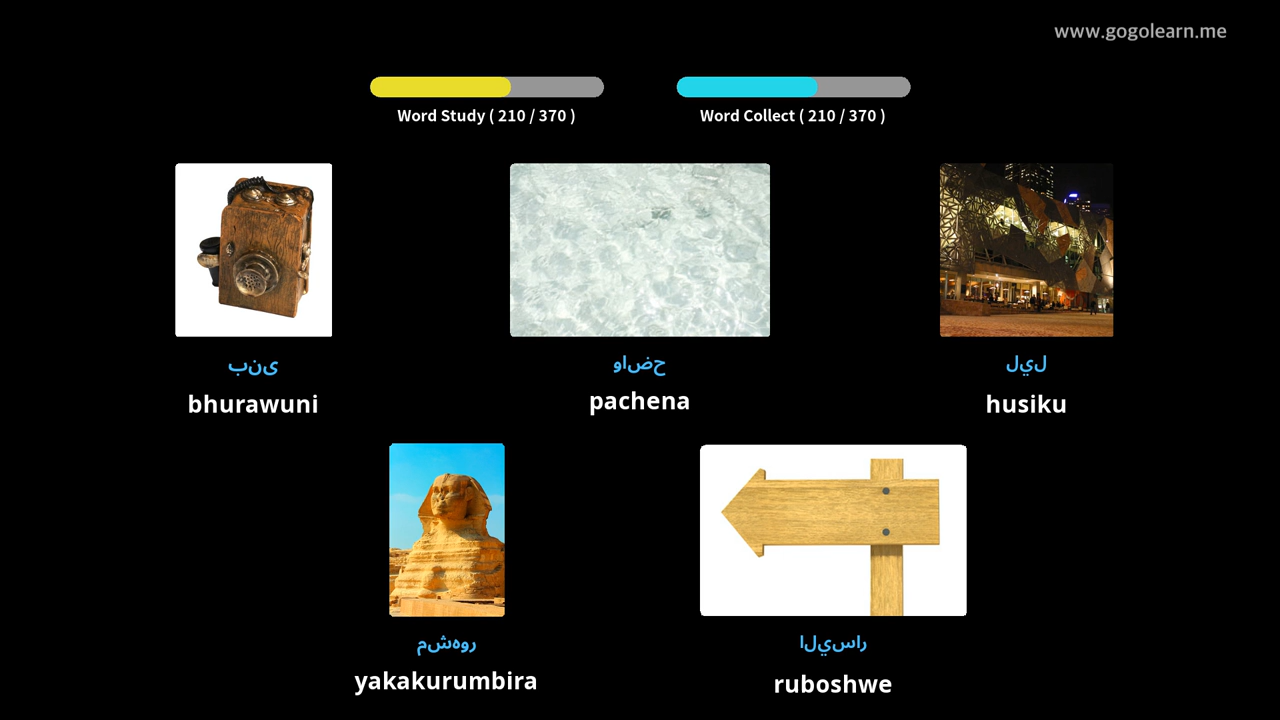 www.gogolearn.me
Word Study ( 210 / 370 )
Word Collect ( 210 / 370 )
بنى
bhurawuni
واضح
pachena
ليل
husiku
مشهور
yakakurumbira
اليسار
ruboshwe